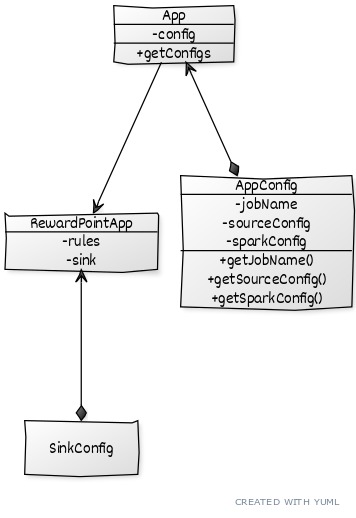 App
-config
+getConfigs
AppConfig
-jobName
-sourceConfig
-sparkConfig
+getJobName()
+getSourceConfig()
+getSparkConfig()
RewardPointApp
-rules
-sink
SinkConfig
CREATED WITH YUML